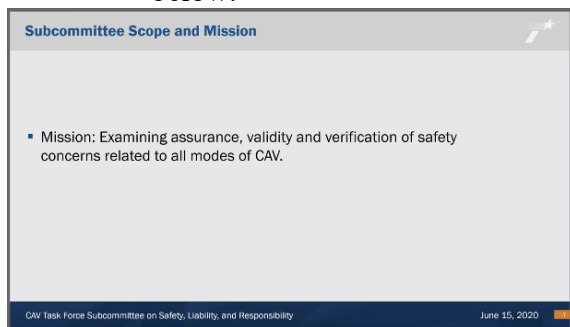 Subcommittee Scope and Mission
▪ Mission: Examining assurance, validity and verification of safety
concerns related to all modes of CAV.
CAV Task Force Subcommittee on Safety, Liability, and Responsibility
June 15, 2020
1